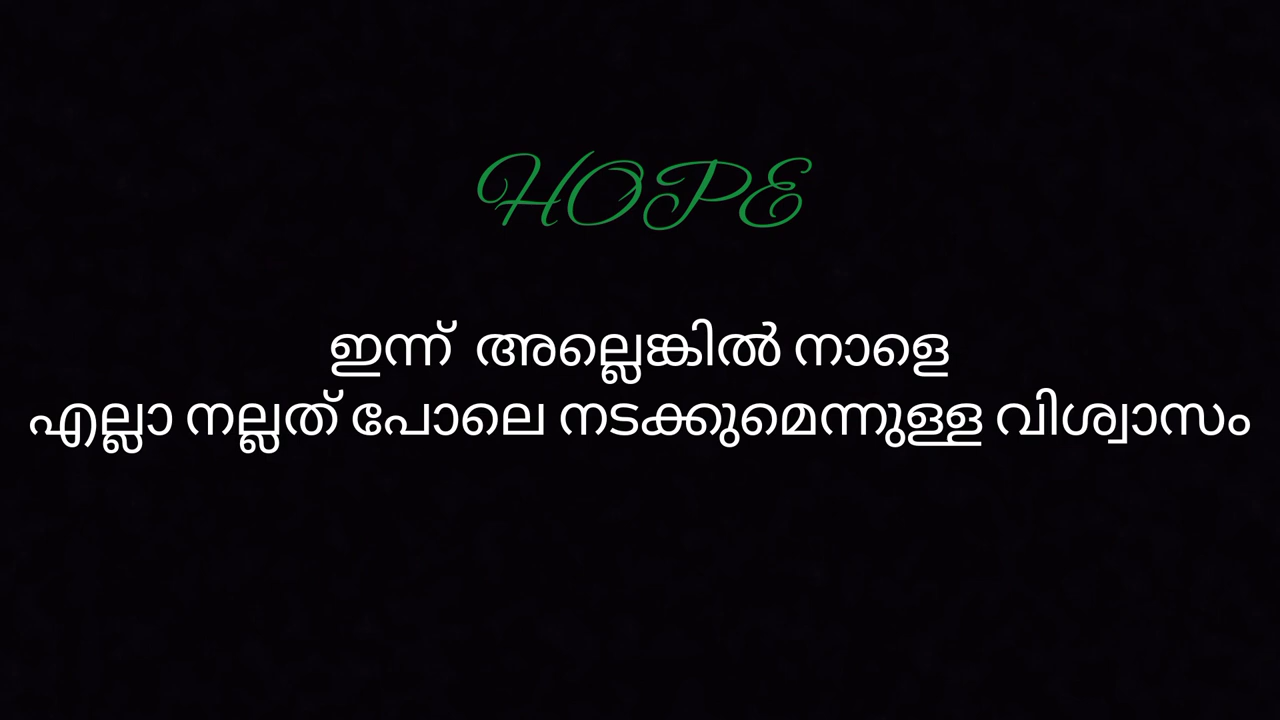 HOPE
ഇന്ന് അല്ലെങ്കിൽ നാളെ
എല്ലാ നല്ലത് പോലെ നടക്കുമെന്നുള്ള വിശ്വാസം